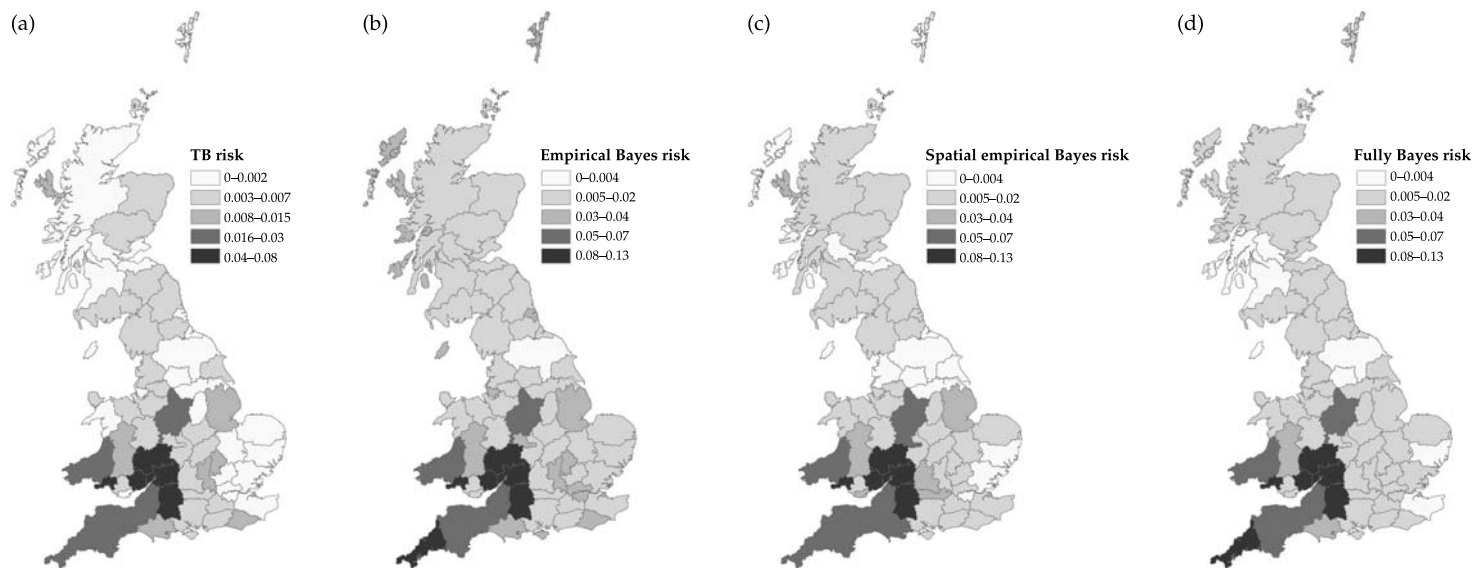 (a)
TB risk
0–0.002
0.003–0.007
0.008–0.015
0.016–0.03
0.04–0.08
(b)
Empirical Bayes risk
0–0.004
0.005–0.02
0.03–0.04
0.05–0.07
0.08–0.13
(c)
Spatial empirical Bayes risk
0–0.004
0.005–0.02
0.03–0.04
0.05–0.07
0.08–0.13
(d)
Fully Bayes risk
0–0.004
0.005–0.02
0.03–0.04
0.05–0.07
0.08–0.13